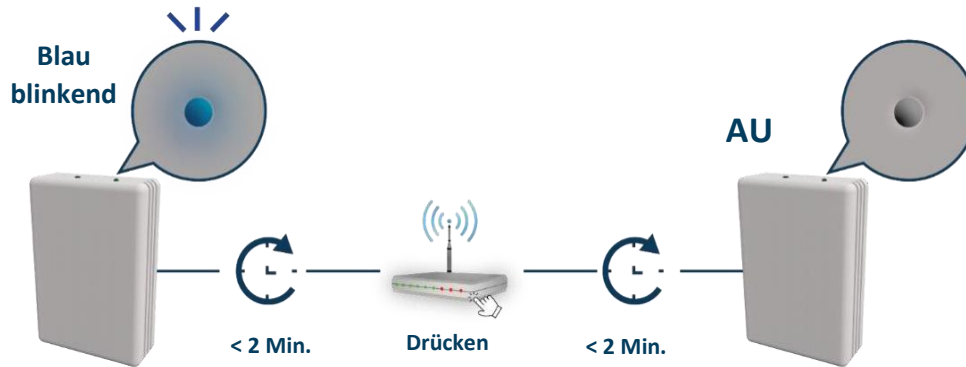 Blau
blinkend
AU
< 2 Min.
Drücken
< 2 Min.